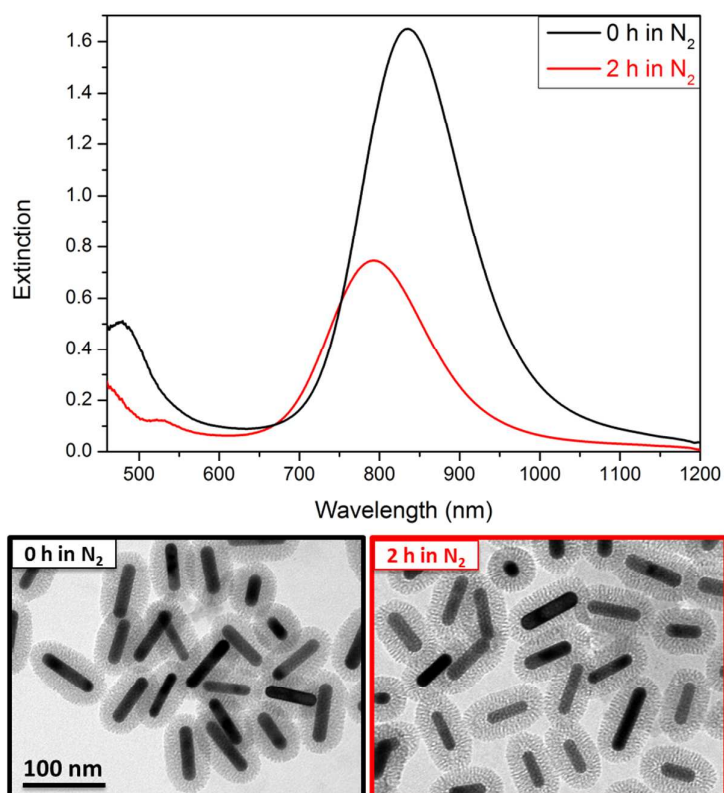 0 h in N₂
2 h in N₂
1.6
1.4
1.2
1.0
0.8
0.6
0.4
0.2
0.0
Extinction
500 600 700 800 900 1000 1100 1200
Wavelength (nm)
0 h in N₂
2 h in N₂
100 nm